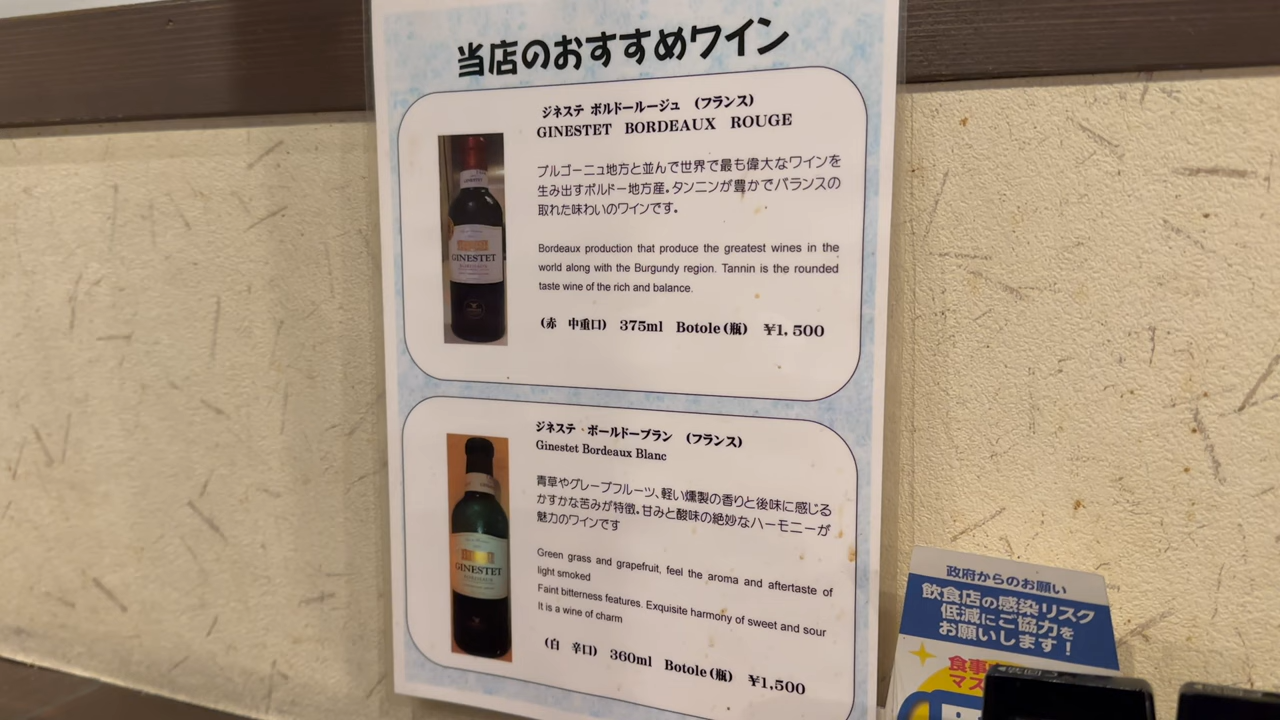 当店のおすすめワイン
ジネステ ボルドールージュ (フランス)
GINESTET BORDEAUX ROUGE
ブルゴーニュ地方と並んで世界で最も偉大なワインを
生み出すボルドー地方産。タンニンが豊かでバランスの
取れた味わいのワインです。
Bordeaux production that produce the greatest wines in the
world along with the Burgundy region. Tannin is the rounded
taste wine of the rich and balance.
(赤 中重口) 375ml Botole(瓶) ¥1,500
GINESTET
ジネステ ボールドーブラン (フランス)
Ginestet Bordeaux Blanc
青草やグレープフルーツ、軽い燻製の香りと後味に感じる
かすかな苦みが特徴。甘みと酸味の絶妙なハーモニーが
魅力のワインです
Green grass and grapefruit, feel the aroma and aftertaste of
light smoked
Faint bitterness features. Exquisite harmony of sweet and sour
It is a wine of charm
(白 辛口) 360ml Botole(瓶) ¥1,500
GINESTET
政府からのお願い
飲食店の感染リスク
低減にご協力を
お願いします!
食事
マス